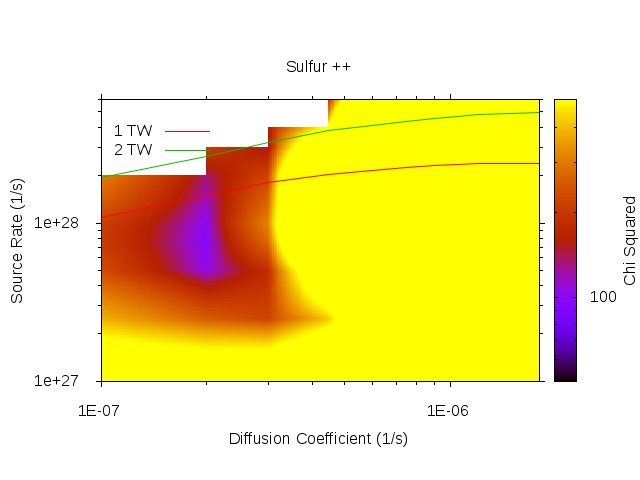 Sulfur ++
1 TW
2 TW
Source Rate (1/s)
1e+28
1e+27
1E-07
1E-06
Diffusion Coefficient (1/s)
100
Chi Squared